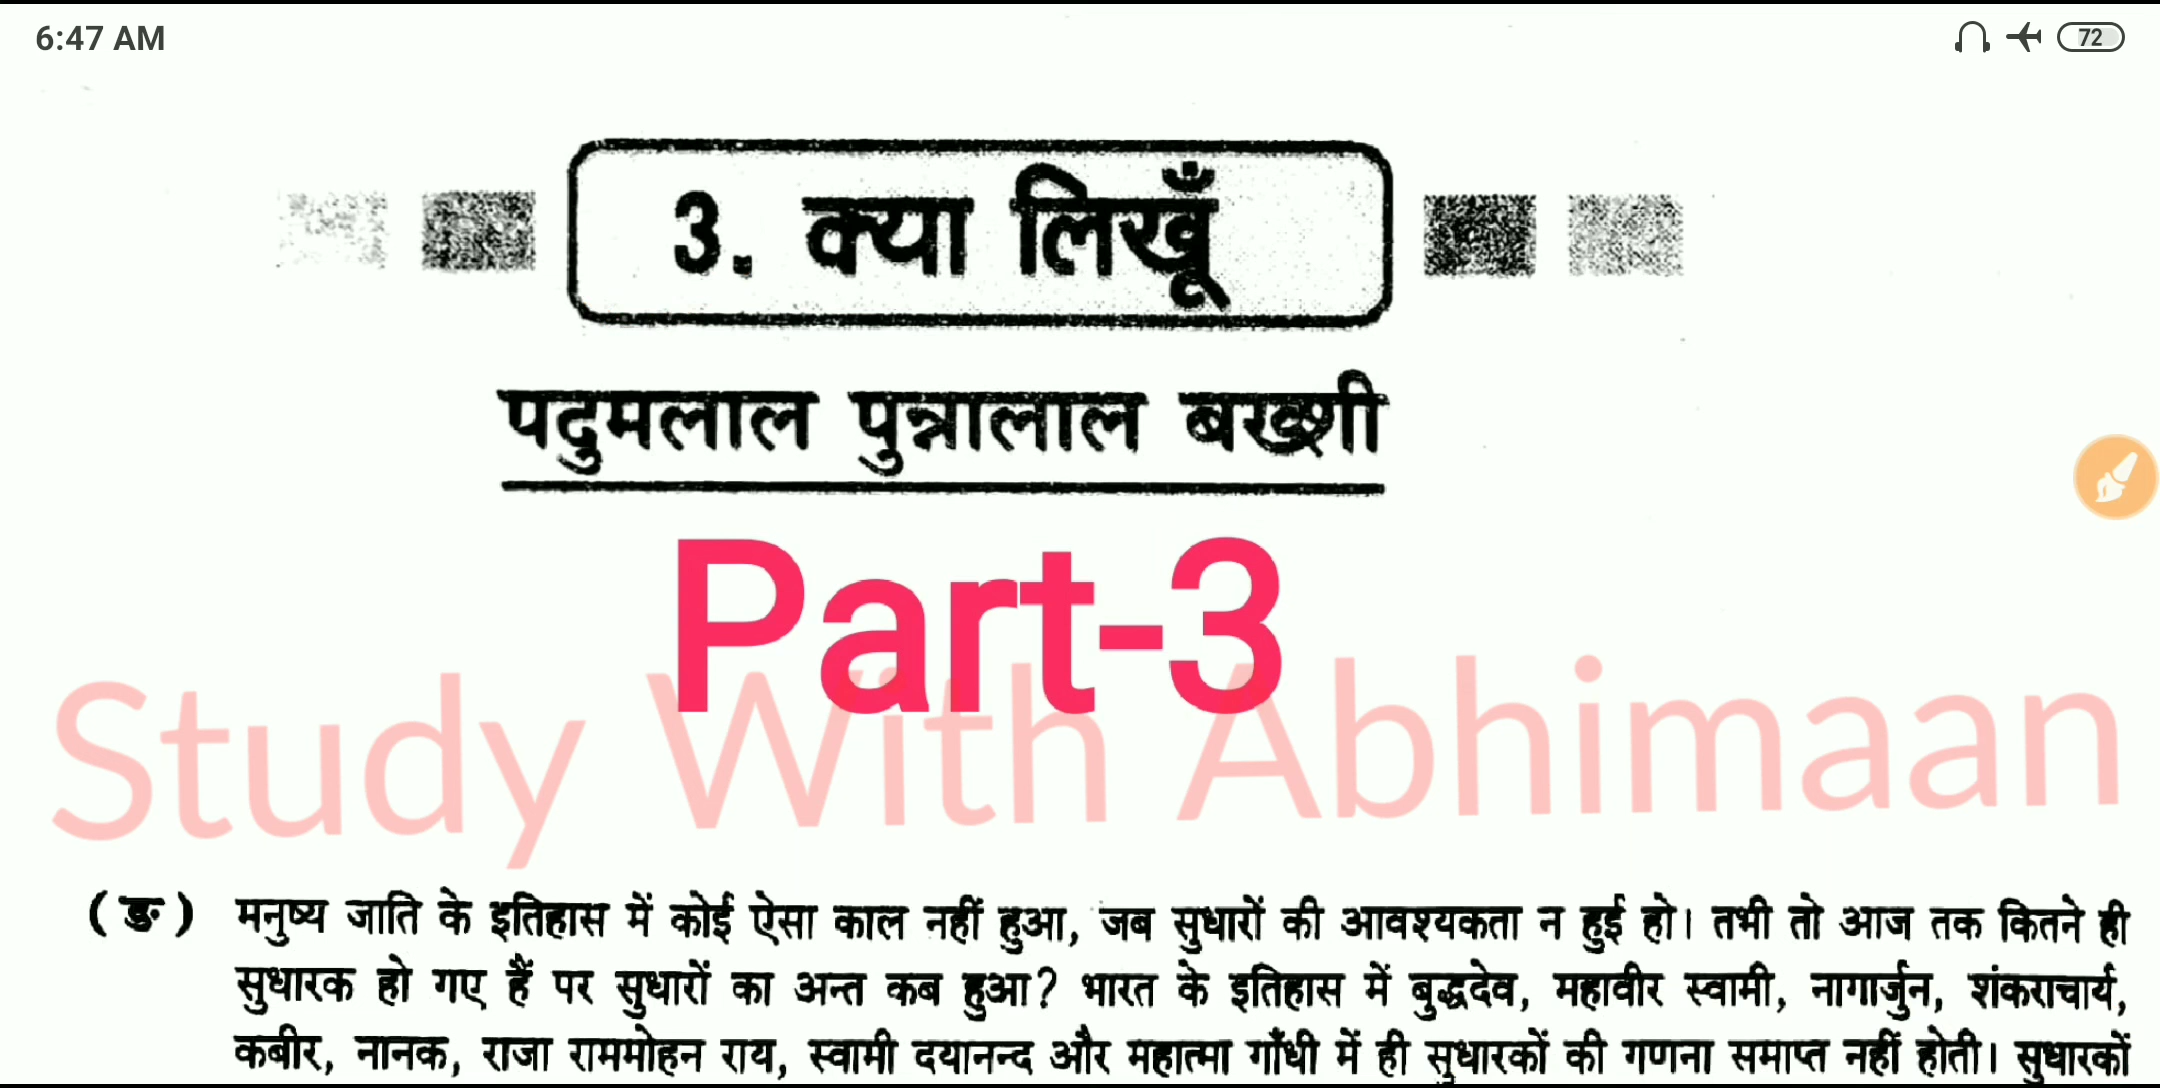 6:47 AM 72
3. क्या लिखूँ
पदुमलाल पुन्नालाल बख्शी
Part-3
Study With Abhimaan
( ङ ) मनुष्य जाति के इतिहास में कोई ऐसा काल नहीं हुआ, जब सुधारों की आवश्यकता न हुई हो। तभी तो आज तक कितने ही
सुधारक हो गए हैं पर सुधारों का अन्त कब हुआ? भारत के इतिहास में बुद्धदेव, महावीर स्वामी, नागार्जुन, शंकराचार्य,
कबीर, नानक, राजा राममोहन राय, स्वामी दयानन्द और महात्मा गाँधी में ही सुधारकों की गणना समाप्त नहीं होती। सुधारकों